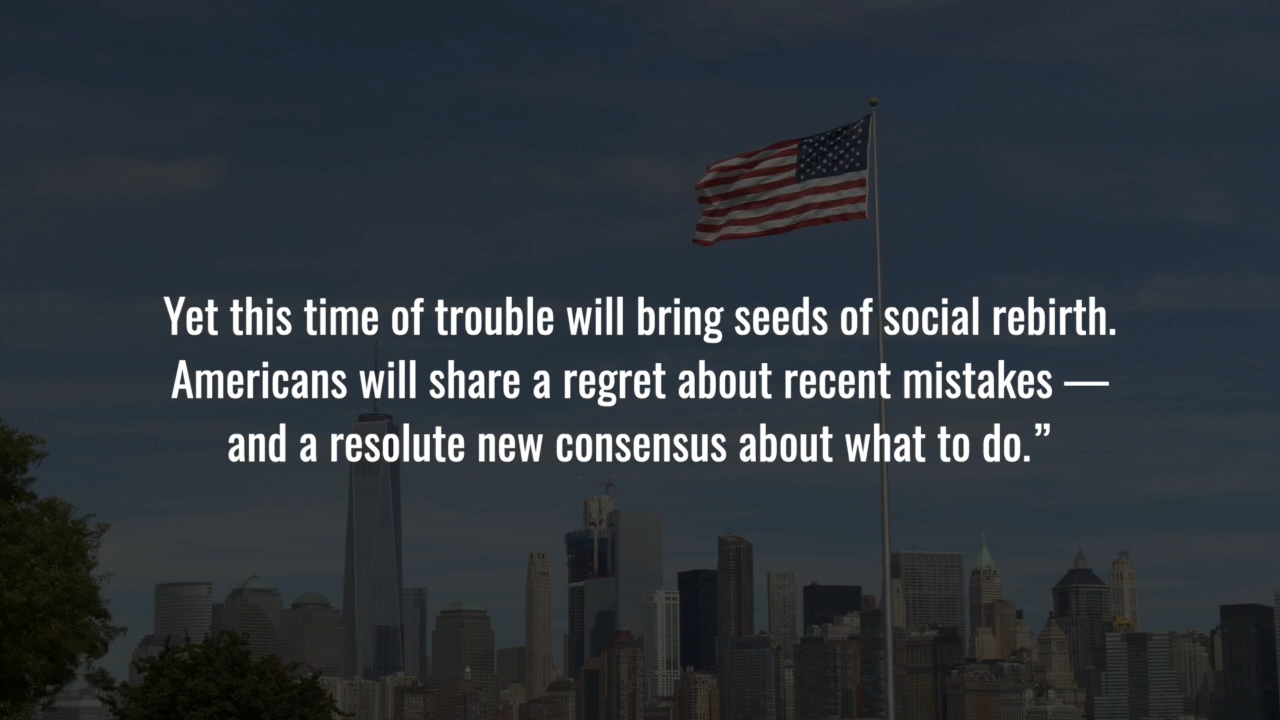 Yet this time of trouble will bring seeds of social rebirth.
Americans will share a regret about recent mistakes —
and a resolute new consensus about what to do.”